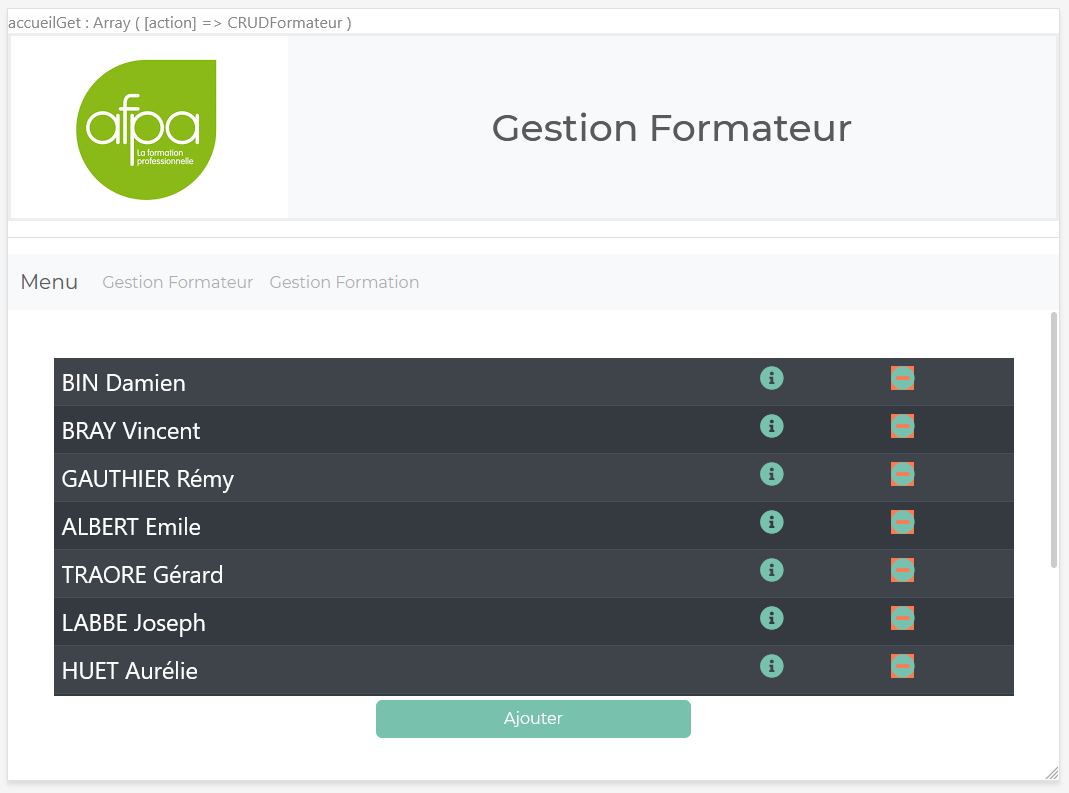 accueilGet : Array ( [action] => CRUDFormateur )
afpa
La formation
professionnelle
Gestion Formateur
Menu Gestion Formateur Gestion Formation
BIN Damien
BRAY Vincent
GAUTHIER Rémy
ALBERT Emile
TRAORE Gérard
LABBE Joseph
HUET Aurélie
Ajouter